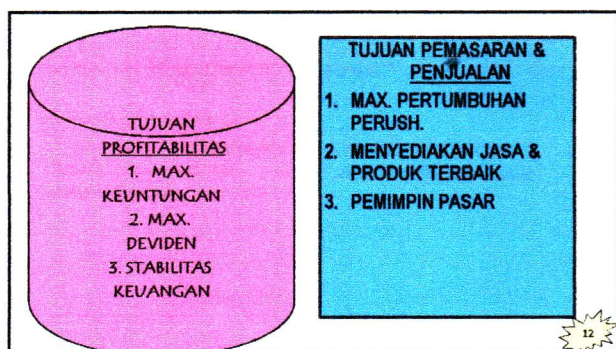 TUJUAN
PROFITABILITAS
1. MAX.
KEUNTUNGAN
2. MAX.
DEVIDEN
3. STABILITAS
KEUANGAN
TUJUAN PEMASARAN &
PENJUALAN
1. MAX. PERTUMBUHAN
PERUSH.
2. MENYEDIAKAN JASA &
PRODUK TERBAIK
3. PEMIMPIN PASAR
12